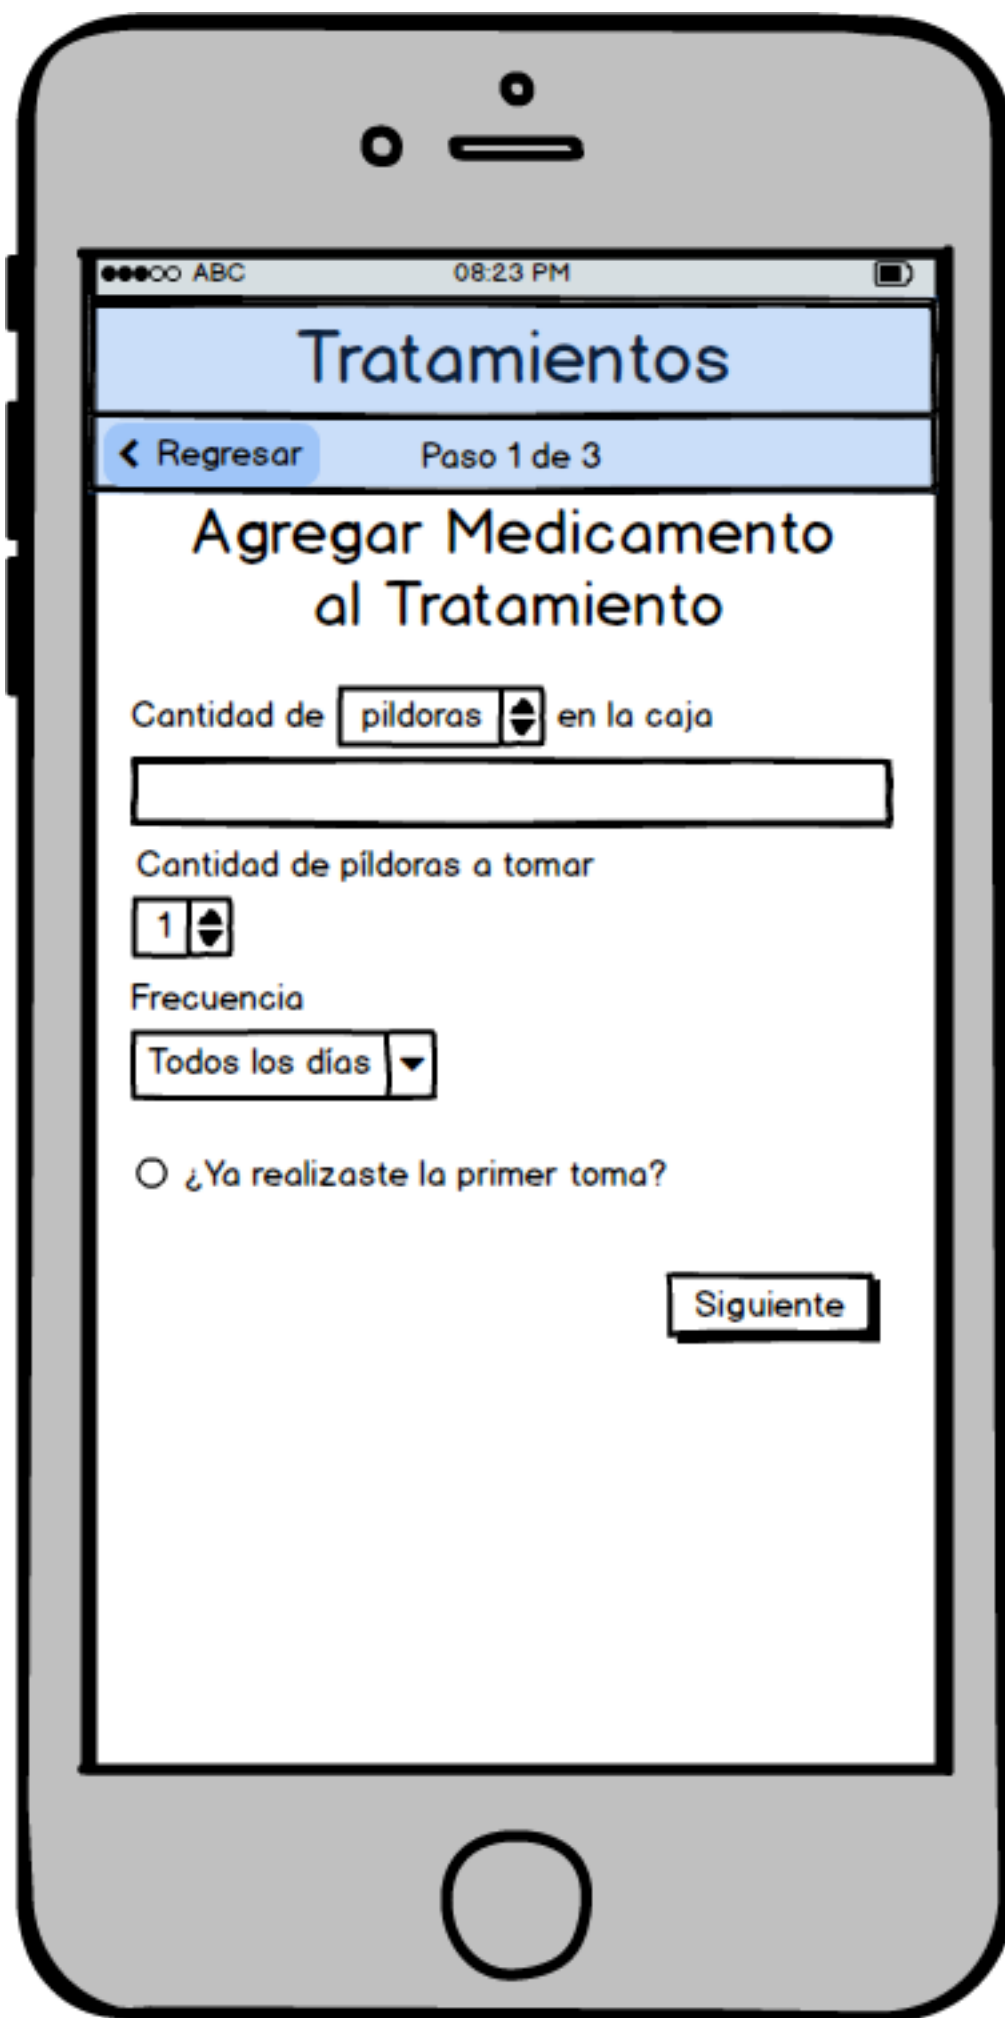 ABC 08:23 PM
Tratamientos
Regresar Paso 1 de 3
Agregar Medicamento
al Tratamiento
Cantidad de pildoras en la caja
Cantidad de píldoras a tomar
1
Frecuencia
Todos los días
¿Ya realizaste la primer toma?
Siguiente